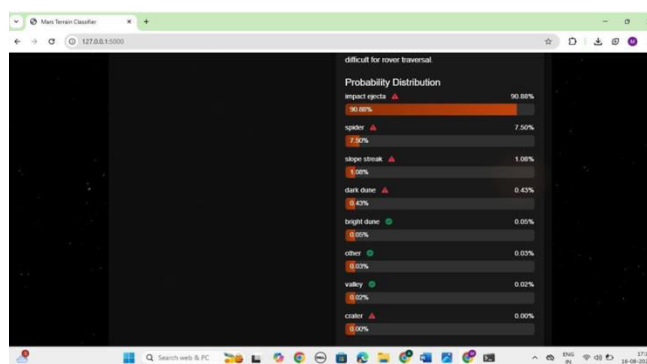 Mars Terrain Classifier
127.0.0.1:5000
difficult for rover traversal.
Probability Distribution
impact ejecta 90.88%
90.88%
spider 7.50%
7.50%
slope streak 1.08%
1.08%
dark dune 0.43%
0.43%
bright dune 0.05%
0.05%
other 0.03%
0.03%
valley 0.02%
0.02%
crater 0.00%
0.00%
Search web & PC
ENG
IN